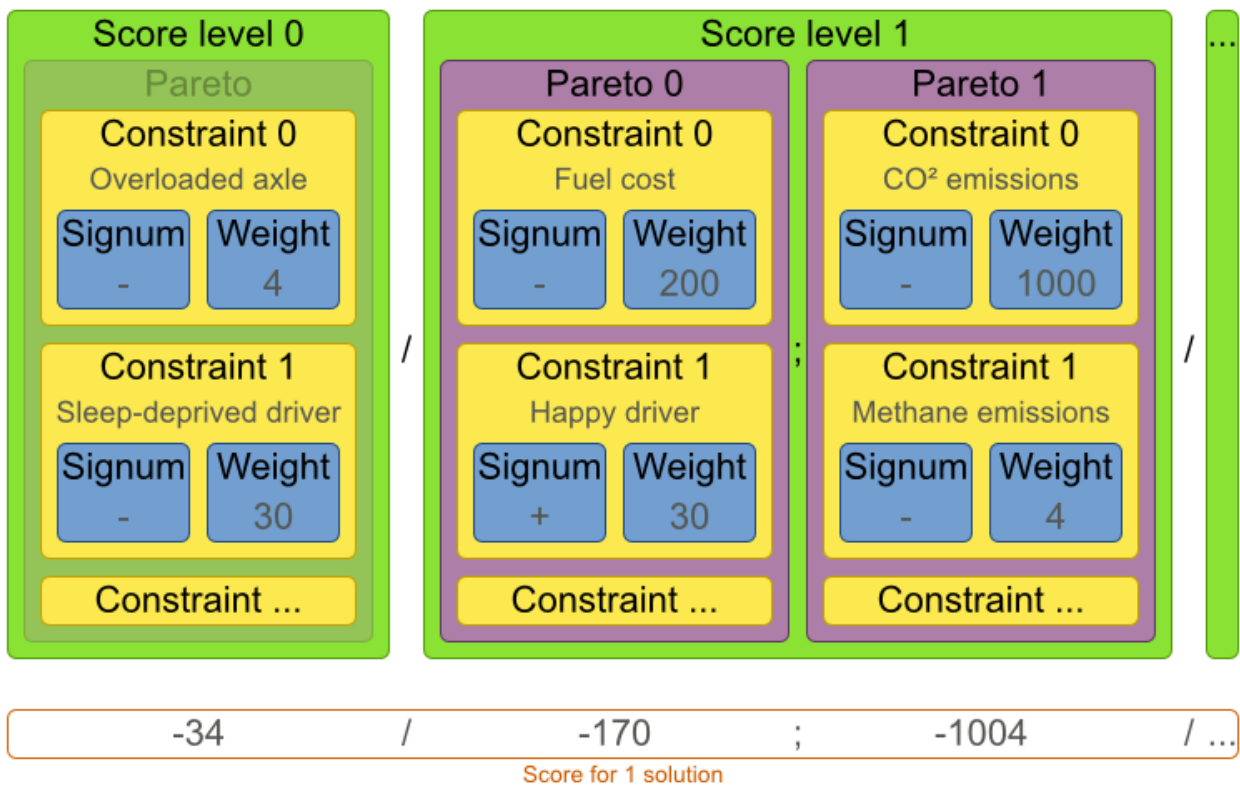 Score level 0
Pareto
Constraint 0
Overloaded axle
Signum Weight
- 4
Constraint 1
Sleep-deprived driver
Signum Weight
- 30
Constraint ...
/
Score level 1
Pareto 0
Constraint 0
Fuel cost
Signum Weight
- 200
Constraint 1
Happy driver
Signum Weight
+ 30
Constraint ...
;
Pareto 1
Constraint 0
CO² emissions
Signum Weight
- 1000
Constraint 1
Methane emissions
Signum Weight
- 4
Constraint ...
/
...
-34 / -170 ; -1004 / ...
Score for 1 solution